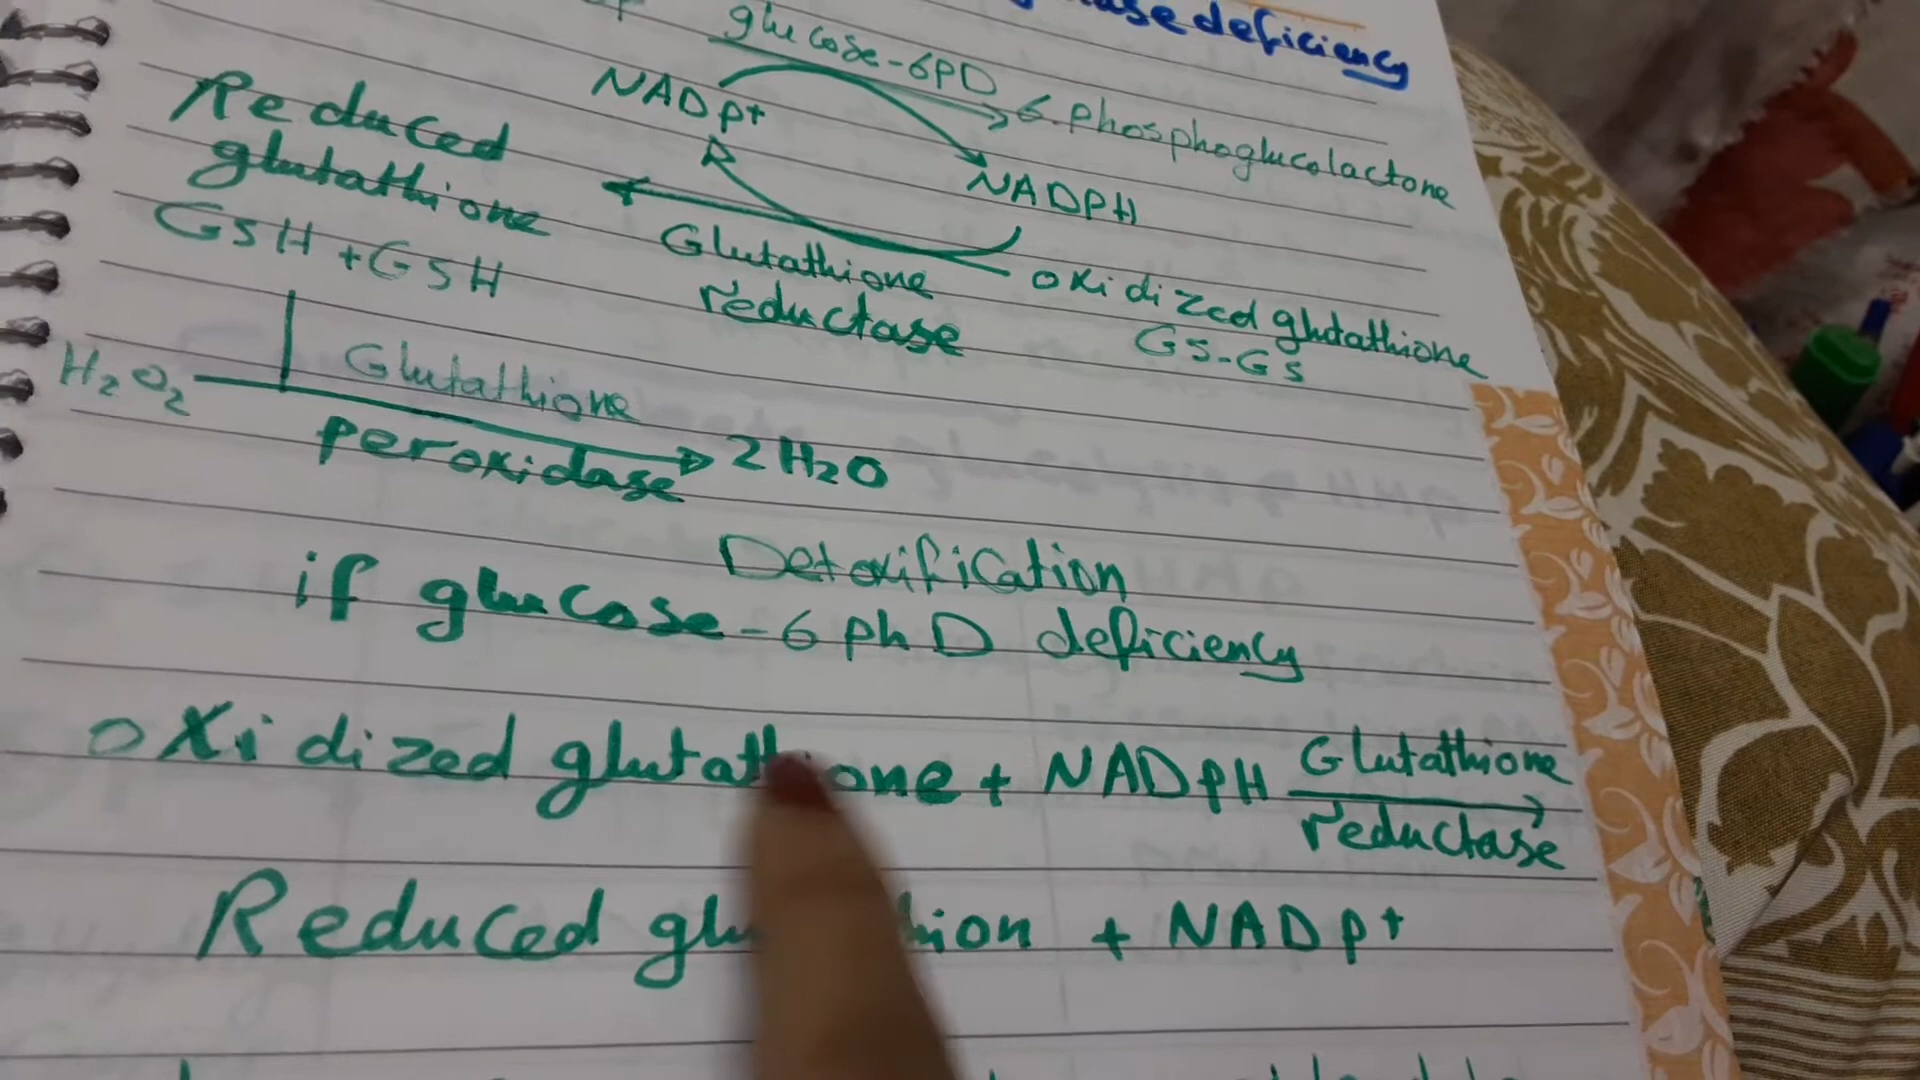 deficiency
glucose-6PD
NADP+ 6.phosphoglucolactone
Reduced
glutathione
NADPH
GSH+GSH
Glutathione
reductase
oxidized glutathione
GS-GS
H2O2 Glutathione
peroxidase 2H2O
Detoxification
if glucose-6phD deficiency
oxidized glutathione + NADPH Glutathione
reductase
Reduced + NADP+